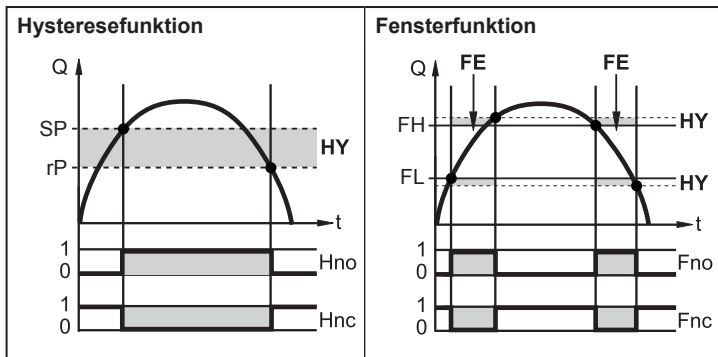 Hysteresefunktion
Q
SP
HY
rP
t
1
0
Hno
1
0
Hnc
Fensterfunktion
FE
FE
Q
FH
HY
FL
HY
t
1
0
Fno
1
0
Fnc